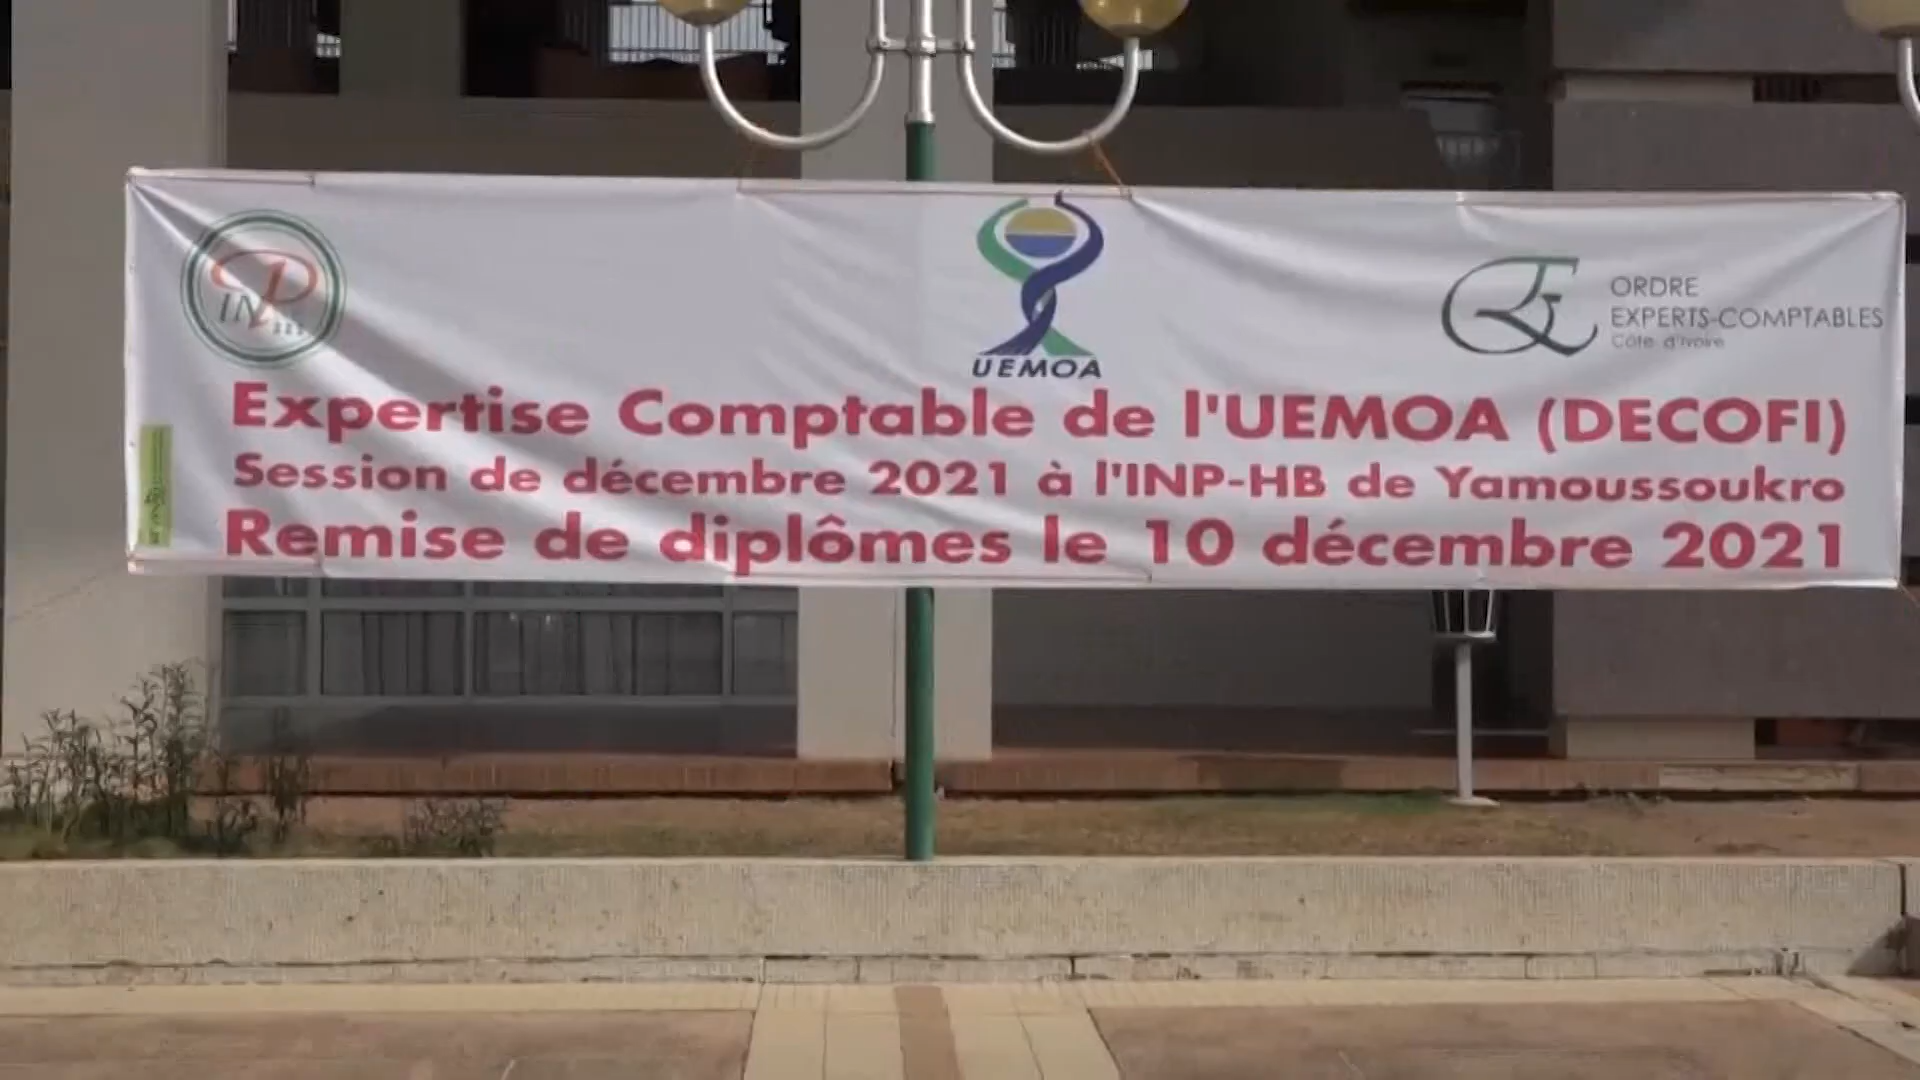 INP
UEMOA
ORDRE
EXPERTS-COMPTABLES
Côte d'Ivoire
Expertise Comptable de l'UEMOA (DECOFI)
Session de décembre 2021 à l'INP-HB de Yamoussoukro
Remise de diplômes le 10 décembre 2021